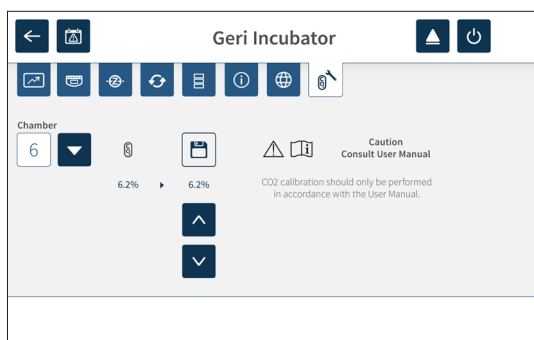 Geri Incubator
Chamber
6
6.2%
6.2%
Caution
Consult User Manual
CO2 calibration should only be performed
in accordance with the User Manual.